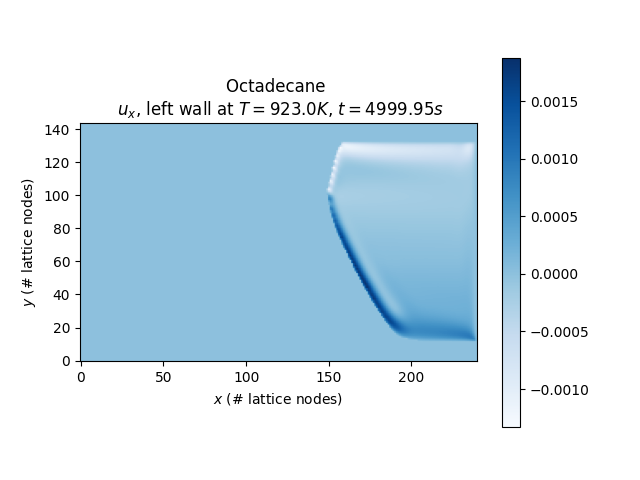 Octadecane
u_x, left wall at T = 923.0K, t = 4999.95s
140
120
100
80
60
40
20
0
y (# lattice nodes)
0 50 100 150 200
x (# lattice nodes)
0.0015
0.0010
0.0005
0.0000
−0.0005
−0.0010